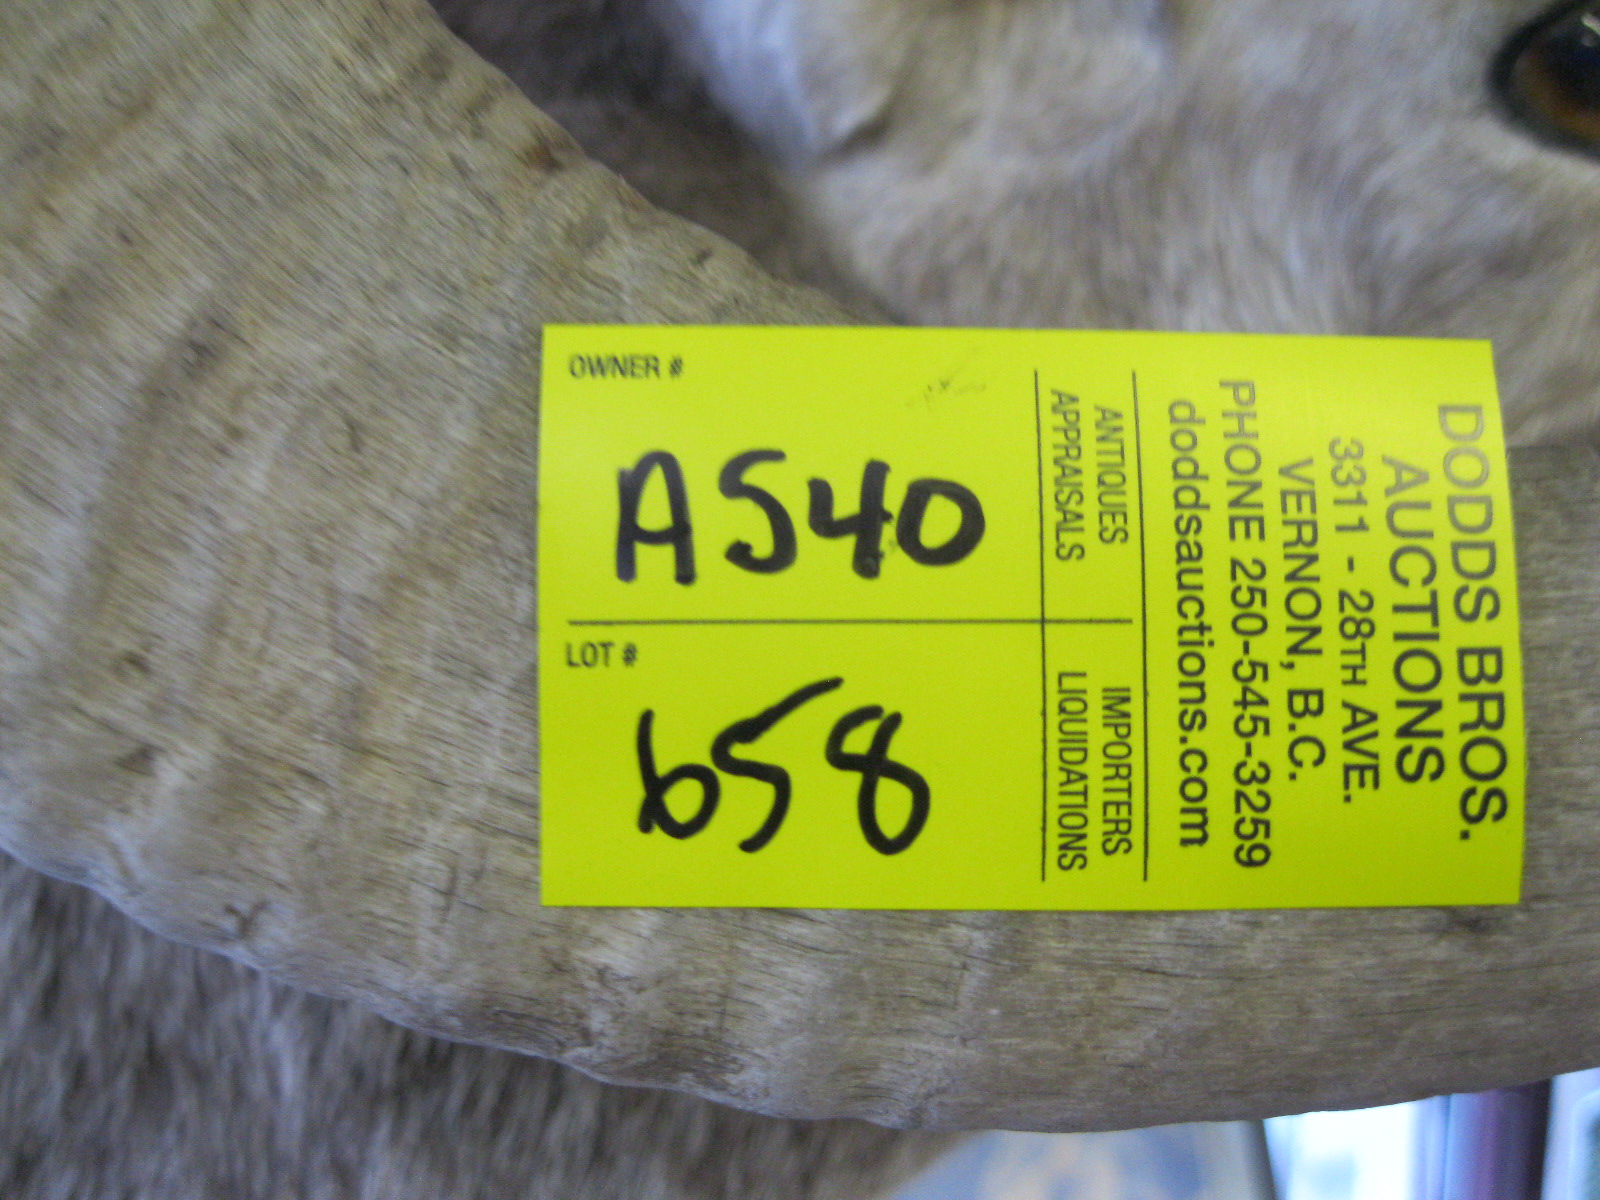 DODDS BROS.
AUCTIONS
3311 - 28TH AVE.
VERNON, B.C.
PHONE 250-545-3259
doddsauctions.com
ANTIQUES
APPRAISALS
IMPORTERS
LIQUIDATIONS
OWNER #
A540
LOT #
658